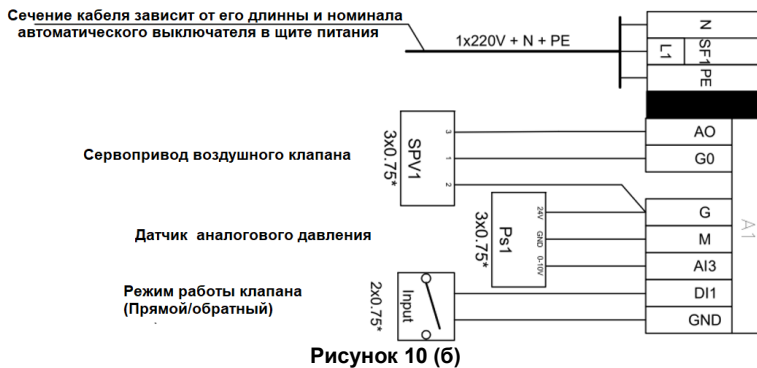 Сечение кабеля зависит от его длинны и номинала
автоматического выключателя в щите питания
1x220V + N + PE
N
L1 SF1
PE
A1
Сервопривод воздушного клапана
3x0.75*
SPV1
3
1
2
AO
G0
Датчик аналогового давления
3x0.75*
Ps1
24V
GND
0-10V
G
M
AI3
Режим работы клапана
(Прямой/обратный)
2x0.75*
Input
DI1
GND
Рисунок 10 (б)